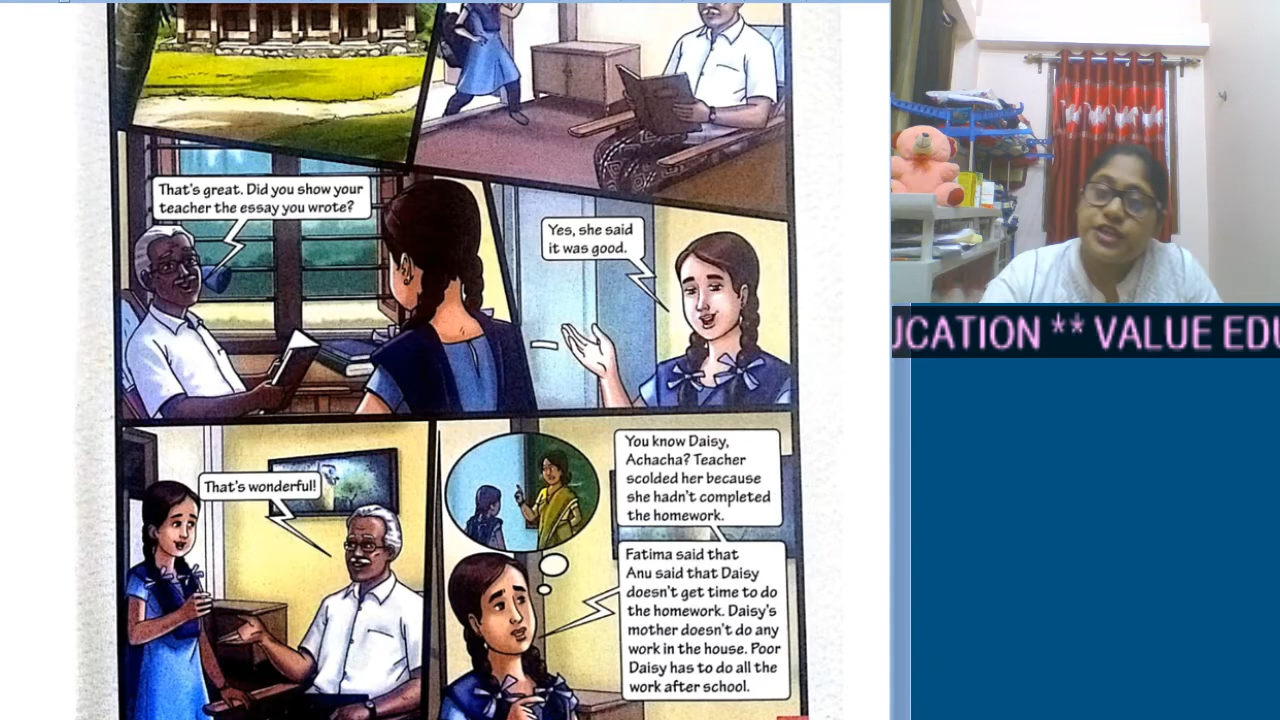 That's great. Did you show your
teacher the essay you wrote?
Yes, she said
it was good.
That's wonderful!
You know Daisy,
Achacha? Teacher
scolded her because
she hadn't completed
the homework.
Fatima said that
Anu said that Daisy
doesn't get time to do
the homework. Daisy's
mother doesn't do any
work in the house. Poor
Daisy has to do all the
work after school.
UCATION ** VALUE EDU